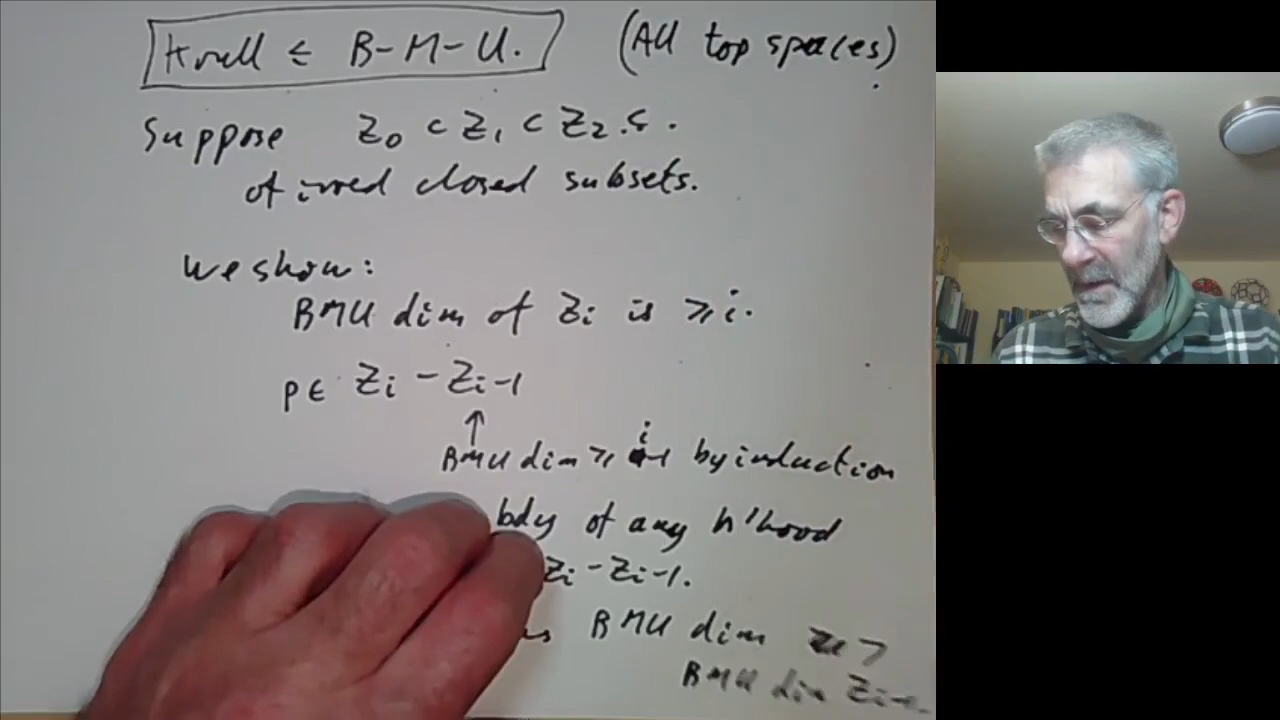 Krull ≤ B-M-U. (All top spaces)
Suppose Z₀ ⊂ Z₁ ⊂ Z₂ .⊂ .
of irred closed subsets.
We show:
BMU dim of Zi is ≥ i.
p ∈ Zi - Zi-1
↑
BMU dim ≥ i-1 by induction
bdy of any n'hood
Zi - Zi-1.
BMU dim >
BMU dim Zi-1